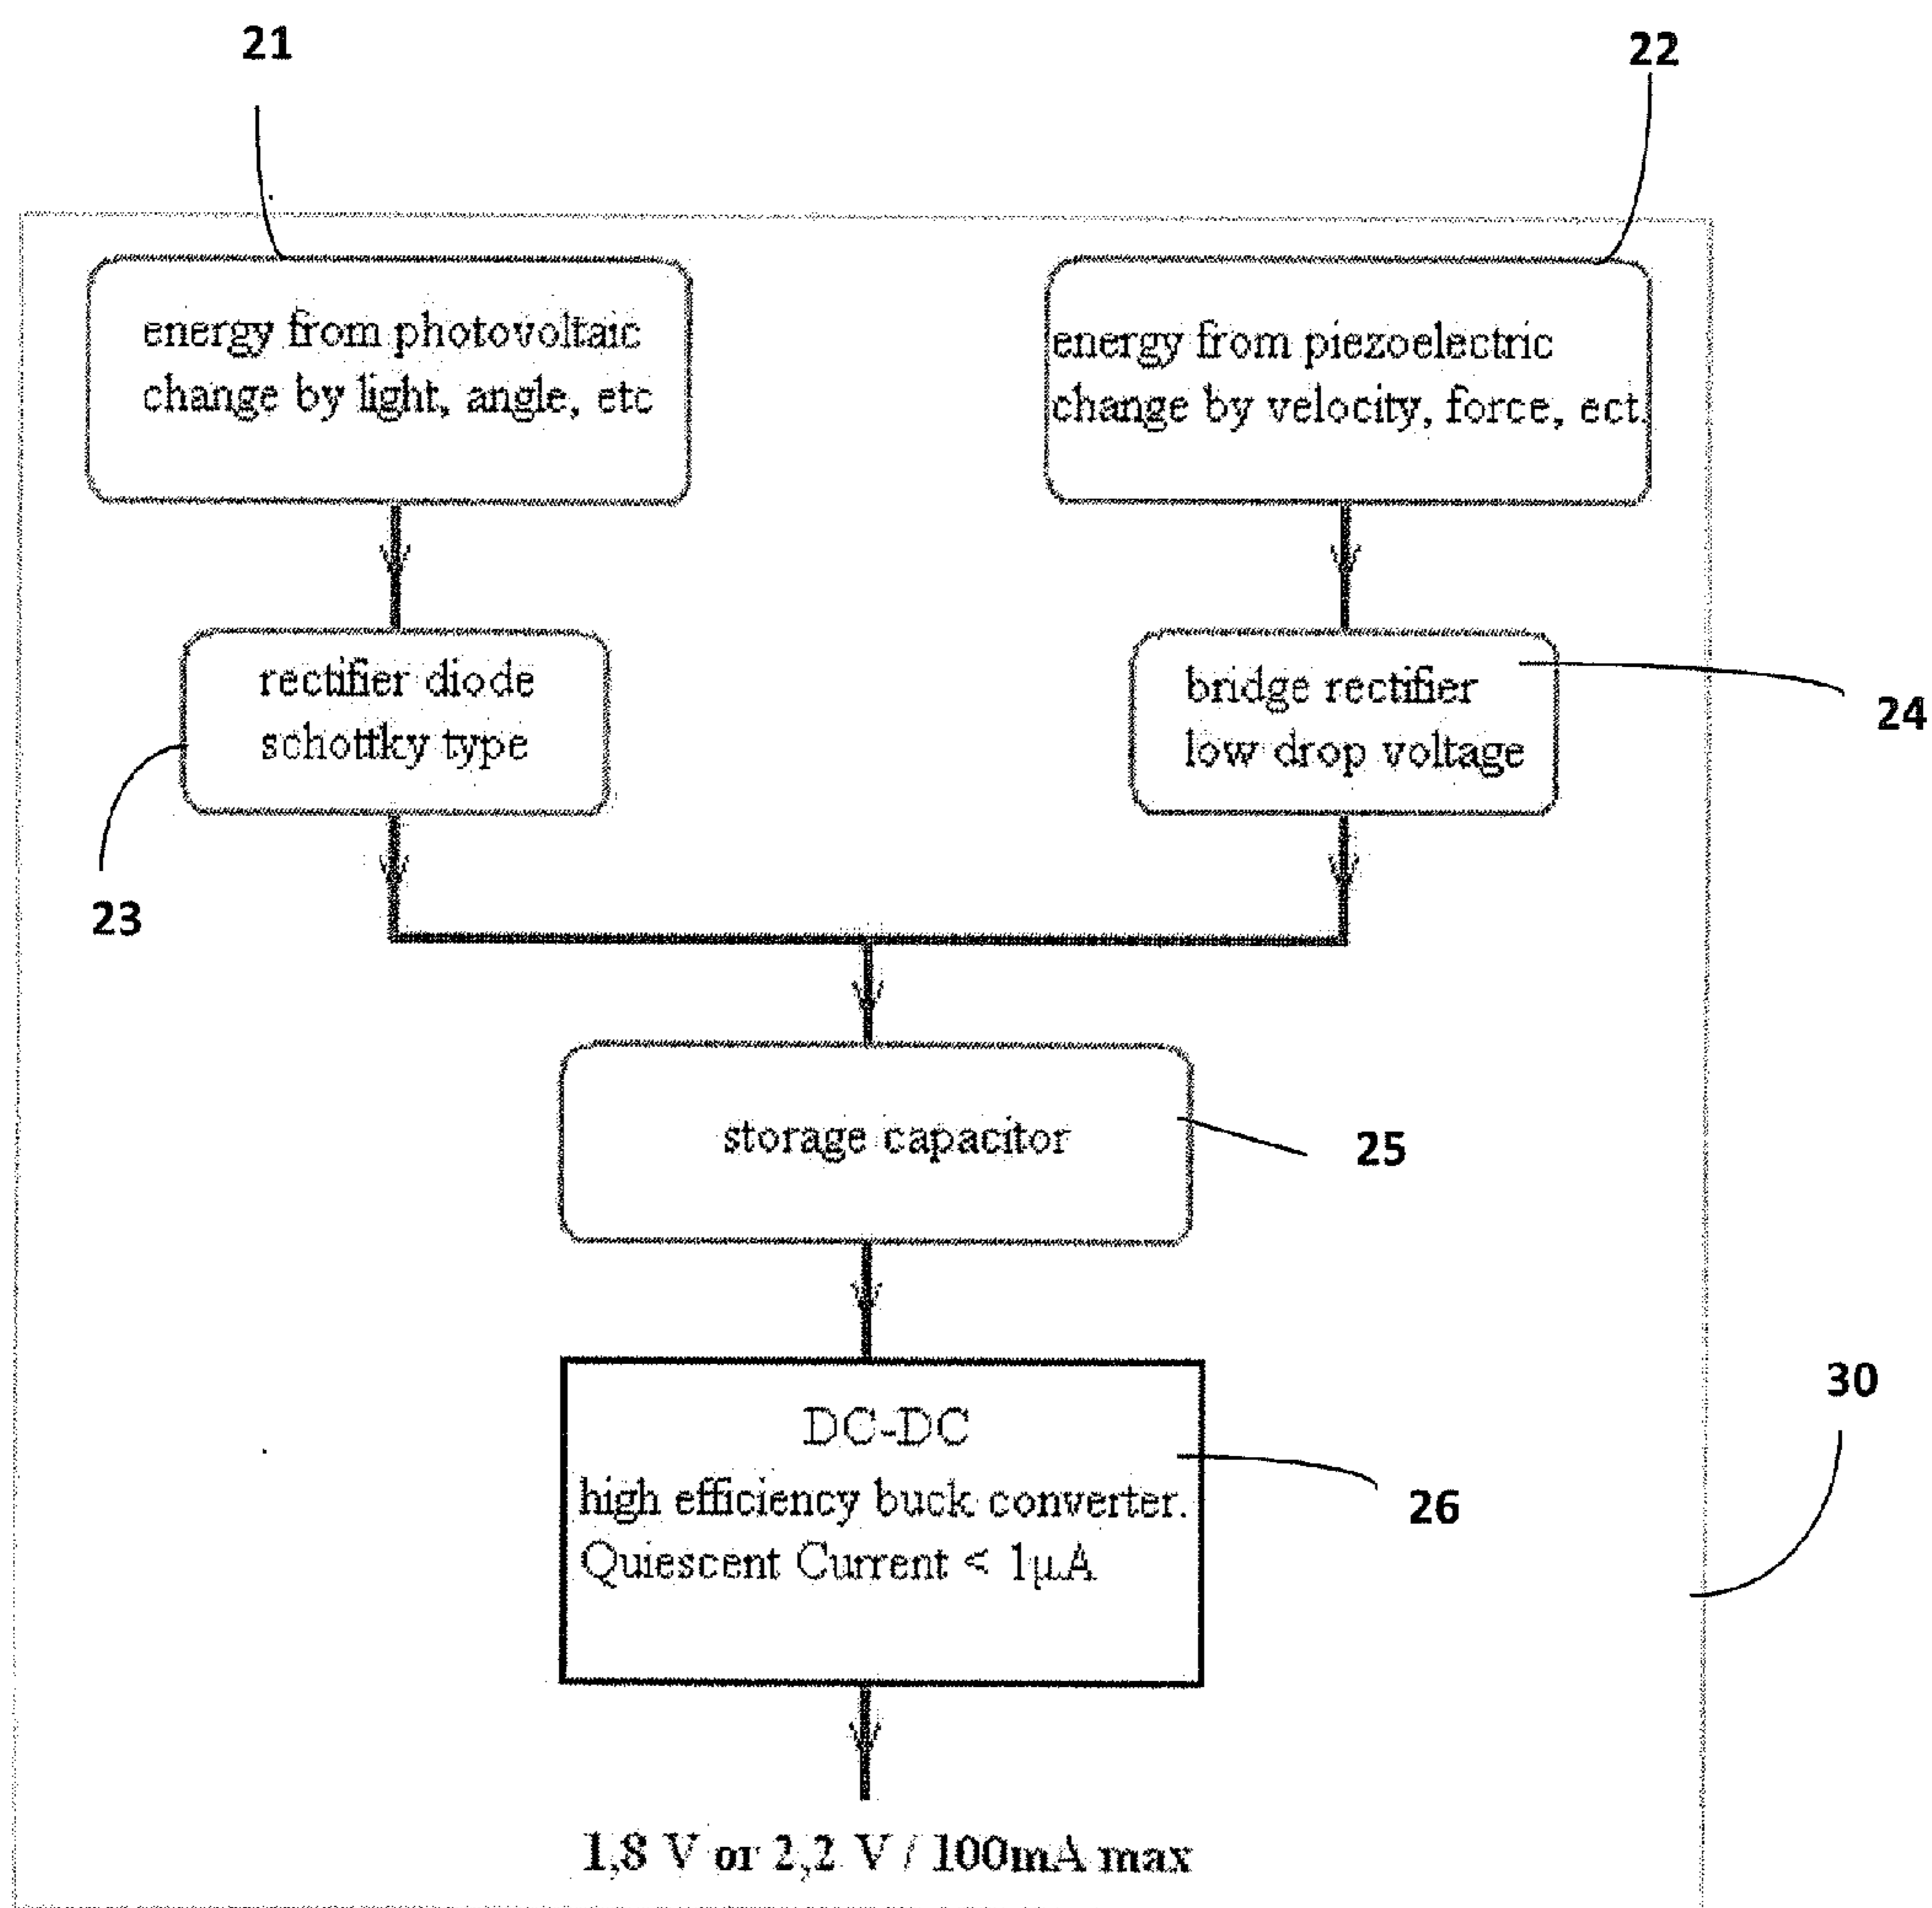 21
22
energy from photovoltaic
change by light, angle, etc
energy from piezoelectric
change by velocity, force, ect.
rectifier diode
schottky type
bridge rectifier
low drop voltage
24
23
storage capacitor
25
30
DC-DC
high efficiency buck converter.
Quiescent Current < 1µA
26
1,8 V or 2,2 V / 100mA max